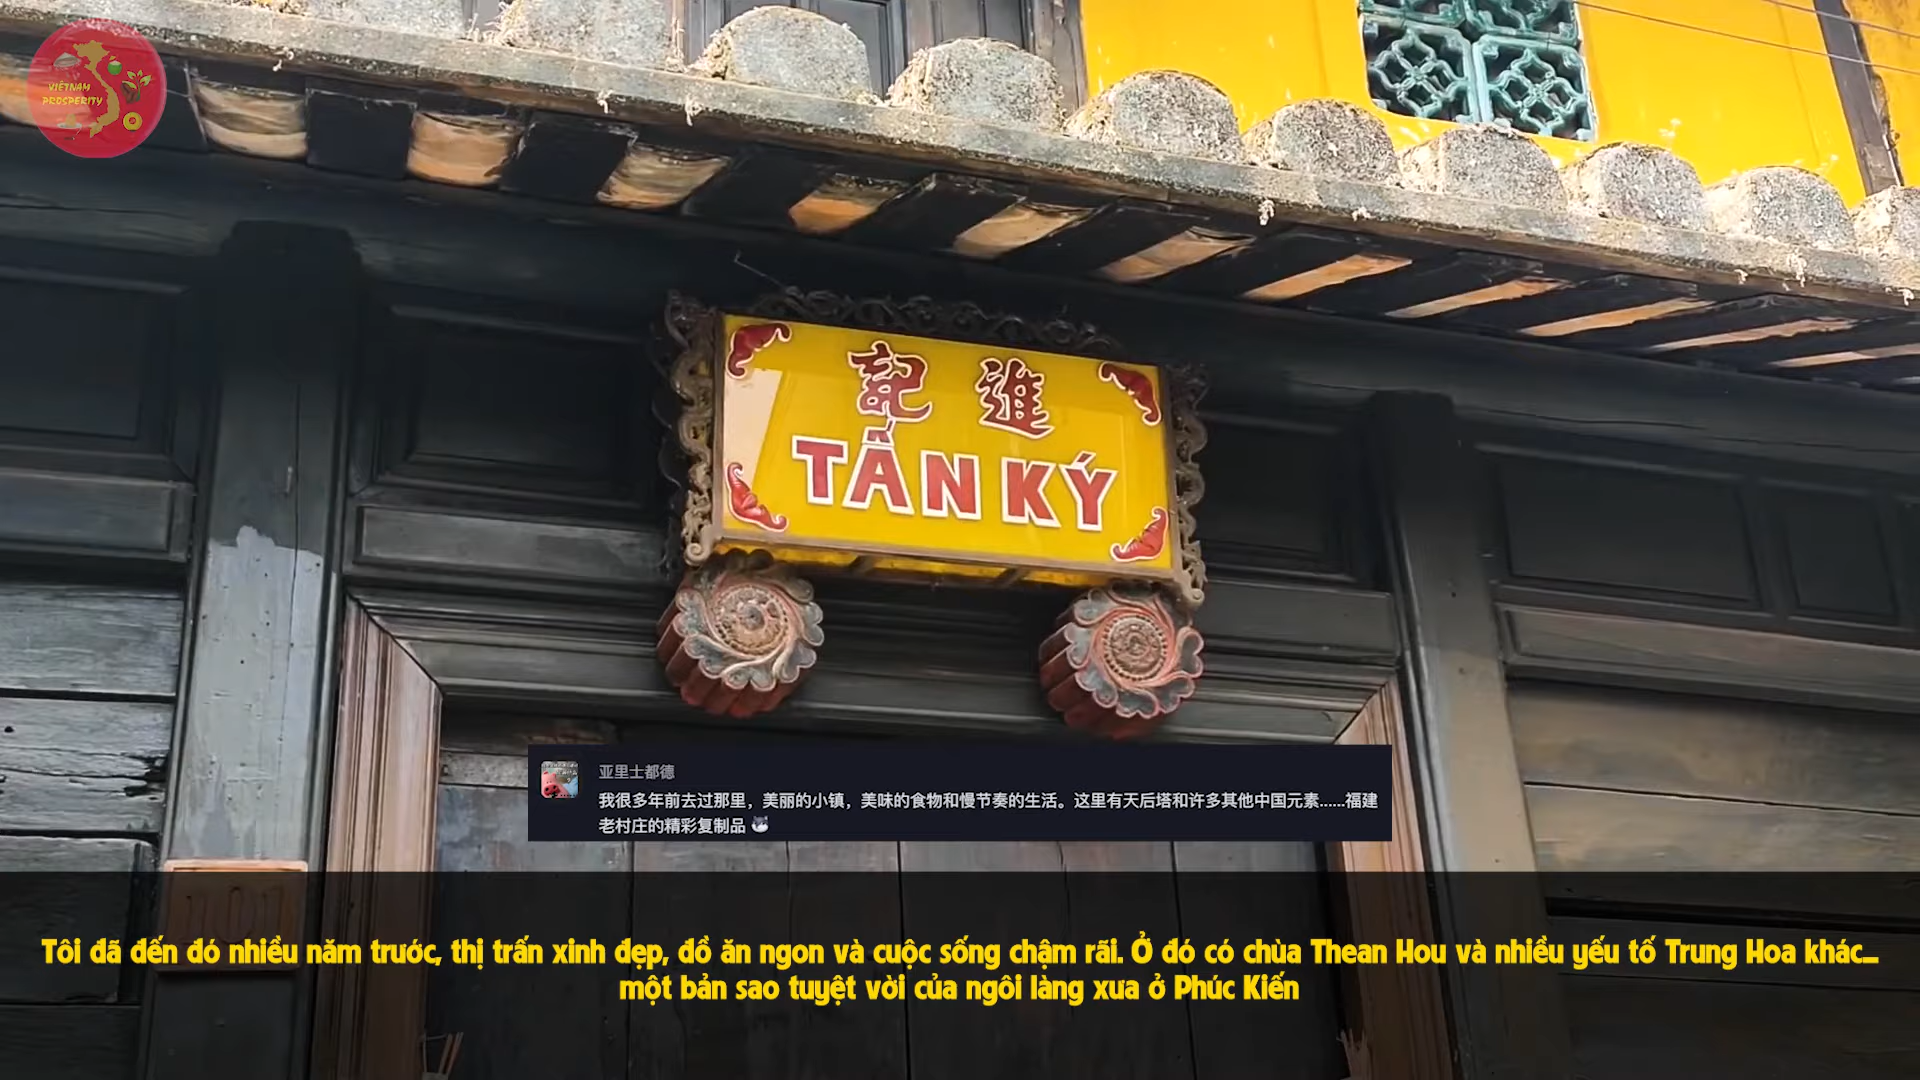 VIETNAM
PROSPERITY
記 進
TẤN KÝ
亚里士都德
我很多年前去过那里，美丽的小镇，美味的食物和慢节奏的生活。这里有天后塔和许多其他中国元素......福建
老村庄的精彩复制品
Tôi đã đến đó nhiều năm trước, thị trấn xinh đẹp, đồ ăn ngon và cuộc sống chậm rãi. Ở đó có chùa Thean Hou và nhiều yếu tố Trung Hoa khác...
một bản sao tuyệt vời của ngôi làng xưa ở Phúc Kiến